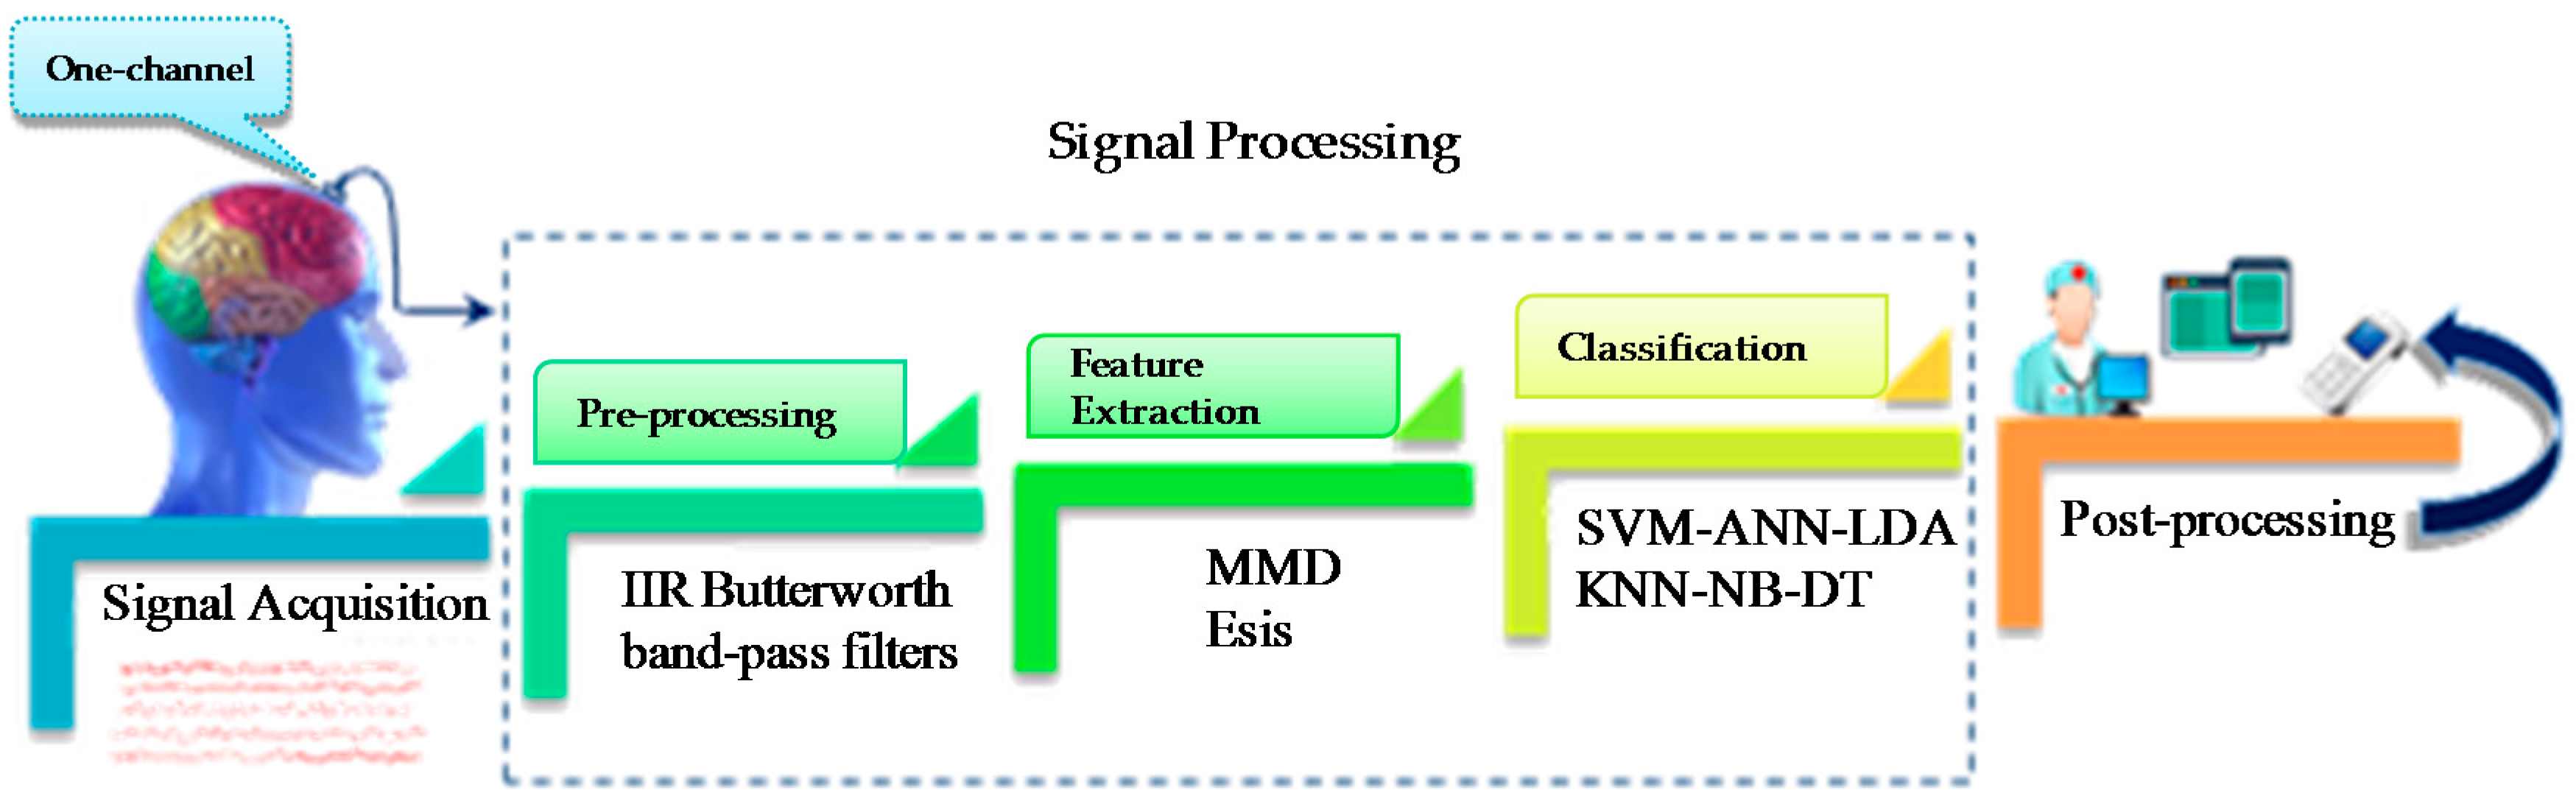 One-channel
Signal Processing
Pre-processing
Feature
Extraction
Classification
Signal Acquisition
IIR Butterworth
band-pass filters
MMD
Esis
SVM-ANN-LDA
KNN-NB-DT
Post-processing